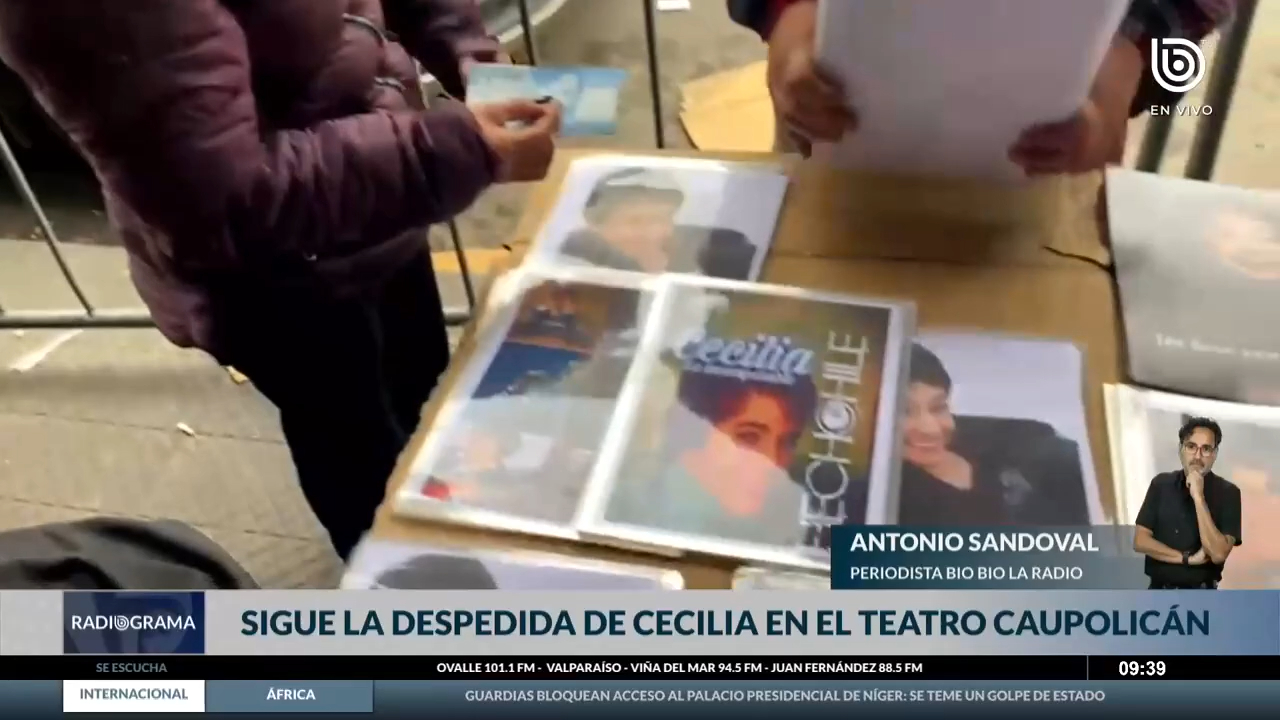 EN VIVO
Cecilia
TECHCHILE
ANTONIO SANDOVAL
PERIODISTA BIO BIO LA RADIO
RADIOGRAMA
SIGUE LA DESPEDIDA DE CECILIA EN EL TEATRO CAUPOLICÁN
SE ESCUCHA
OVALLE 101.1 FM - VALPARAÍSO - VIÑA DEL MAR 94.5 FM - JUAN FERNÁNDEZ 88.5 FM
09:39
INTERNACIONAL
ÁFRICA
GUARDIAS BLOQUEAN ACCESO AL PALACIO PRESIDENCIAL DE NÍGER: SE TEME UN GOLPE DE ESTADO